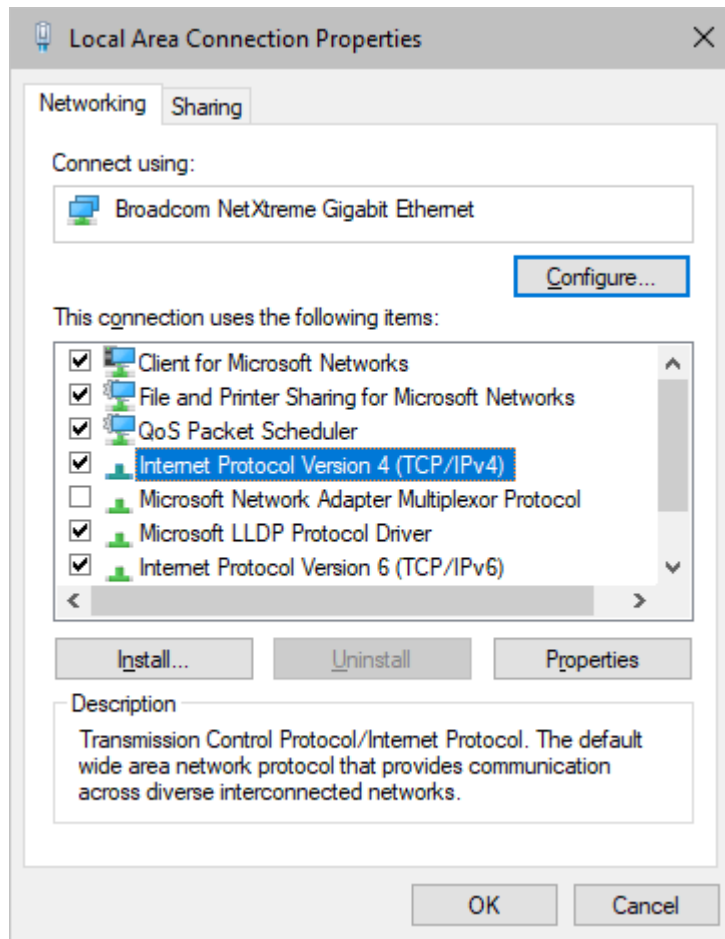 Local Area Connection Properties
Networking
Sharing
Connect using:
Broadcom NetXtreme Gigabit Ethernet
Configure...
This connection uses the following items:
Client for Microsoft Networks
File and Printer Sharing for Microsoft Networks
QoS Packet Scheduler
Internet Protocol Version 4 (TCP/IPv4)
Microsoft Network Adapter Multiplexor Protocol
Microsoft LLDP Protocol Driver
Internet Protocol Version 6 (TCP/IPv6)
Install...
Uninstall
Properties
Description
Transmission Control Protocol/Internet Protocol. The default
wide area network protocol that provides communication
across diverse interconnected networks.
OK
Cancel